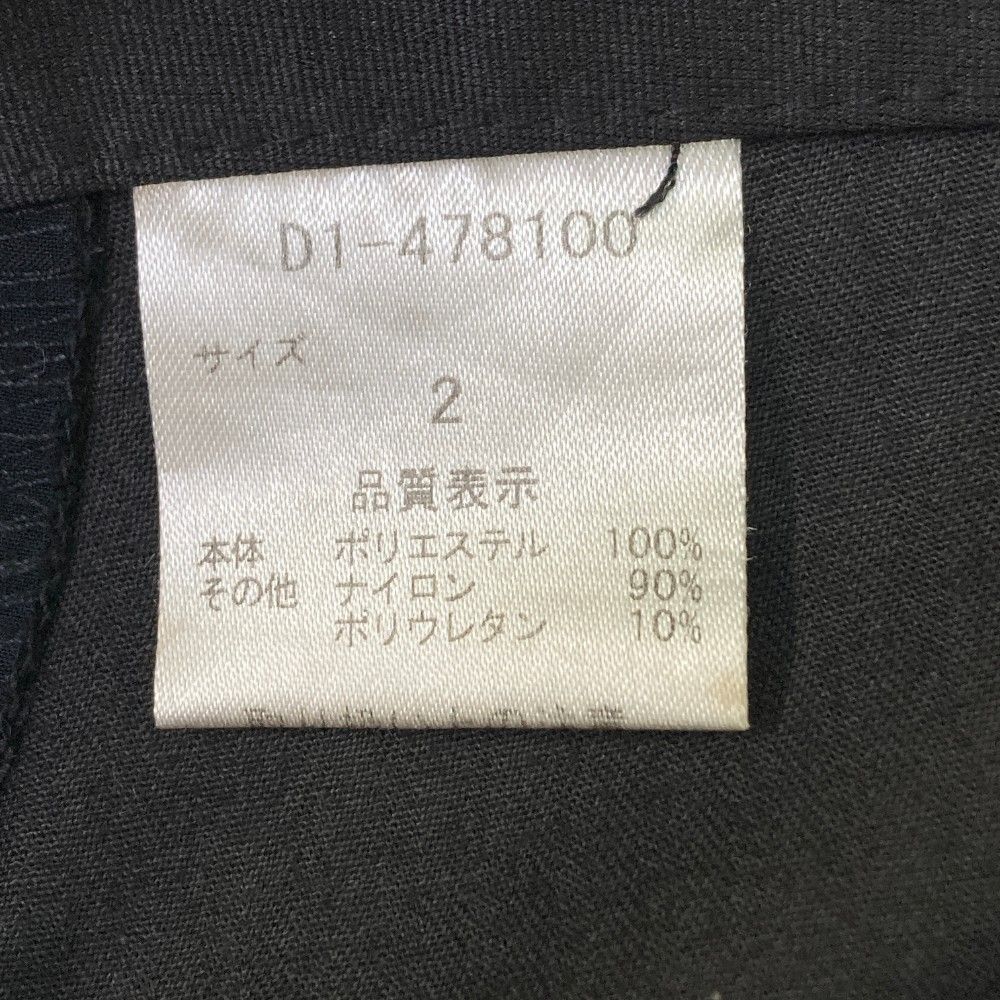 D1-478100
サイズ
2
品質表示
本体 ポリエステル 100%
その他 ナイロン 90%
ポリウレタン 10%